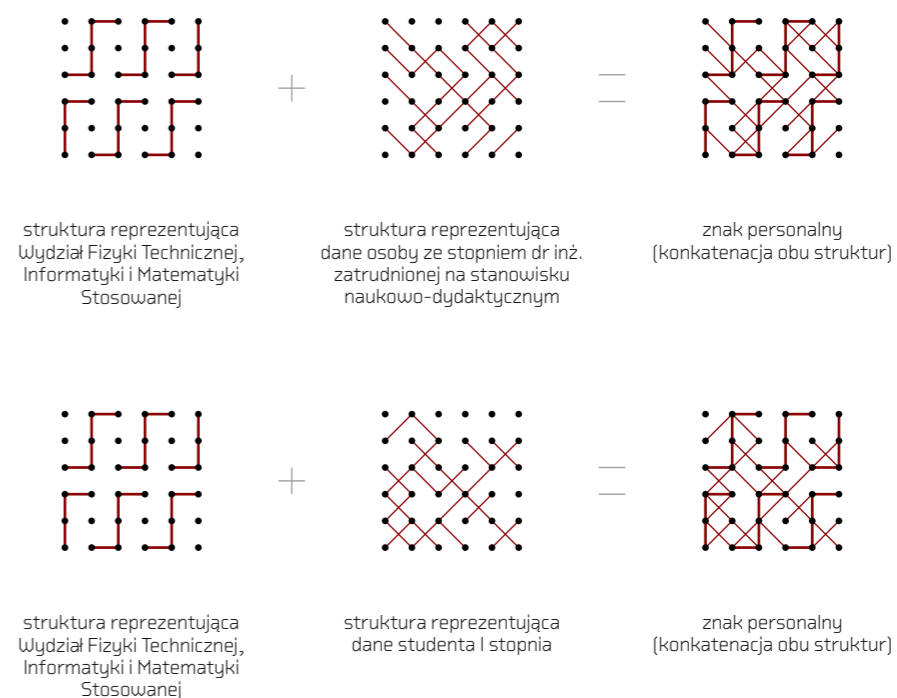 +
=
struktura reprezentująca
Wydział Fizyki Technicznej,
Informatyki i Matematyki
Stosowanej
struktura reprezentująca
dane osoby ze stopniem dr inż.
zatrudnionej na stanowisku
naukowo-dydaktycznym
znak personalny
(konkatenacja obu struktur)
+
=
struktura reprezentująca
Wydział Fizyki Technicznej,
Informatyki i Matematyki
Stosowanej
struktura reprezentująca
dane studenta I stopnia
znak personalny
(konkatenacja obu struktur)